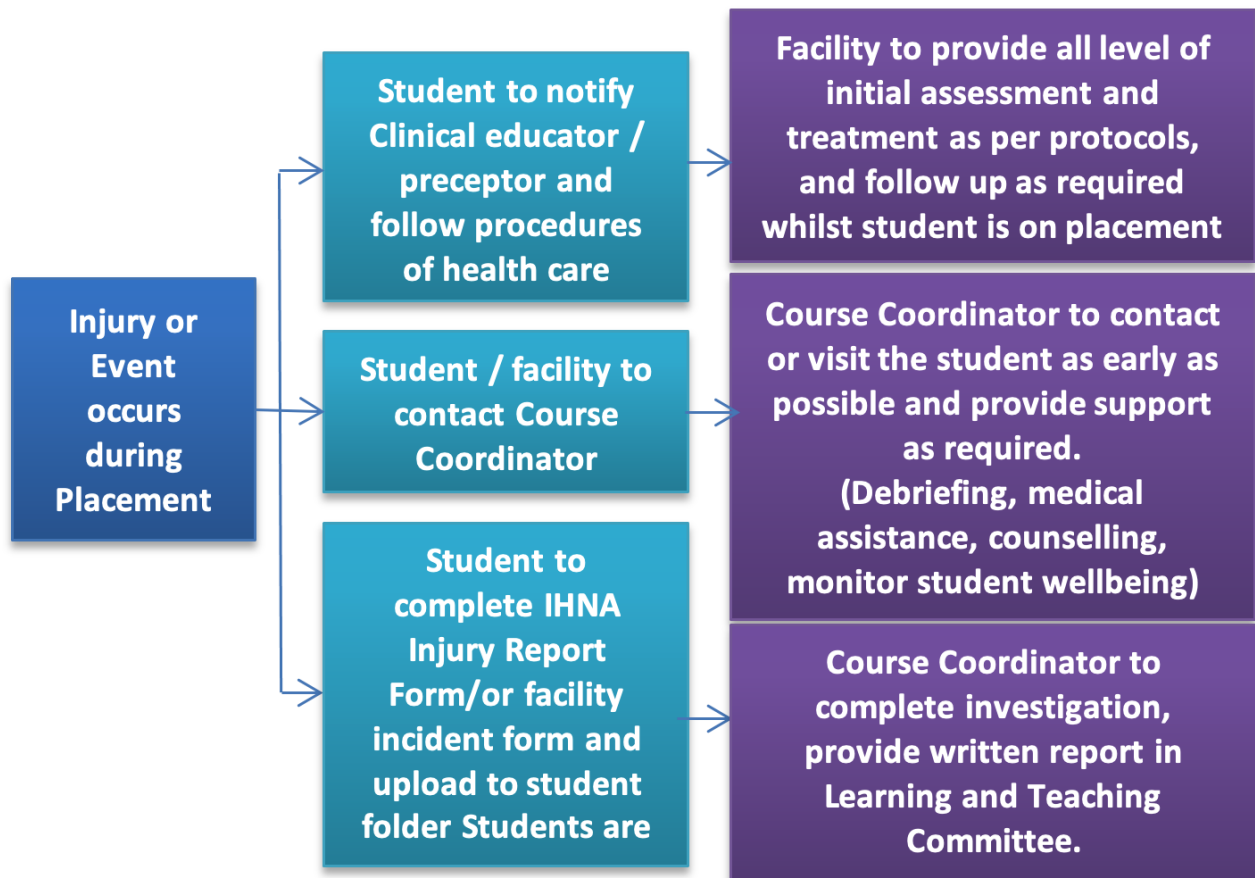 Injury or
Event
occurs
during
Placement
Student to notify
Clinical educator /
preceptor and
follow procedures
of health care
Facility to provide all level of
initial assessment and
treatment as per protocols,
and follow up as required
whilst student is on placement
Student / facility to
contact Course
Coordinator
Course Coordinator to contact
or visit the student as early as
possible and provide support
as required.
(Debriefing, medical
assistance, counselling,
monitor student wellbeing)
Student to
complete IHNA
Injury Report
Form/or facility
incident form and
upload to student
folder Students are
Course Coordinator to
complete investigation,
provide written report in
Learning and Teaching
Committee.